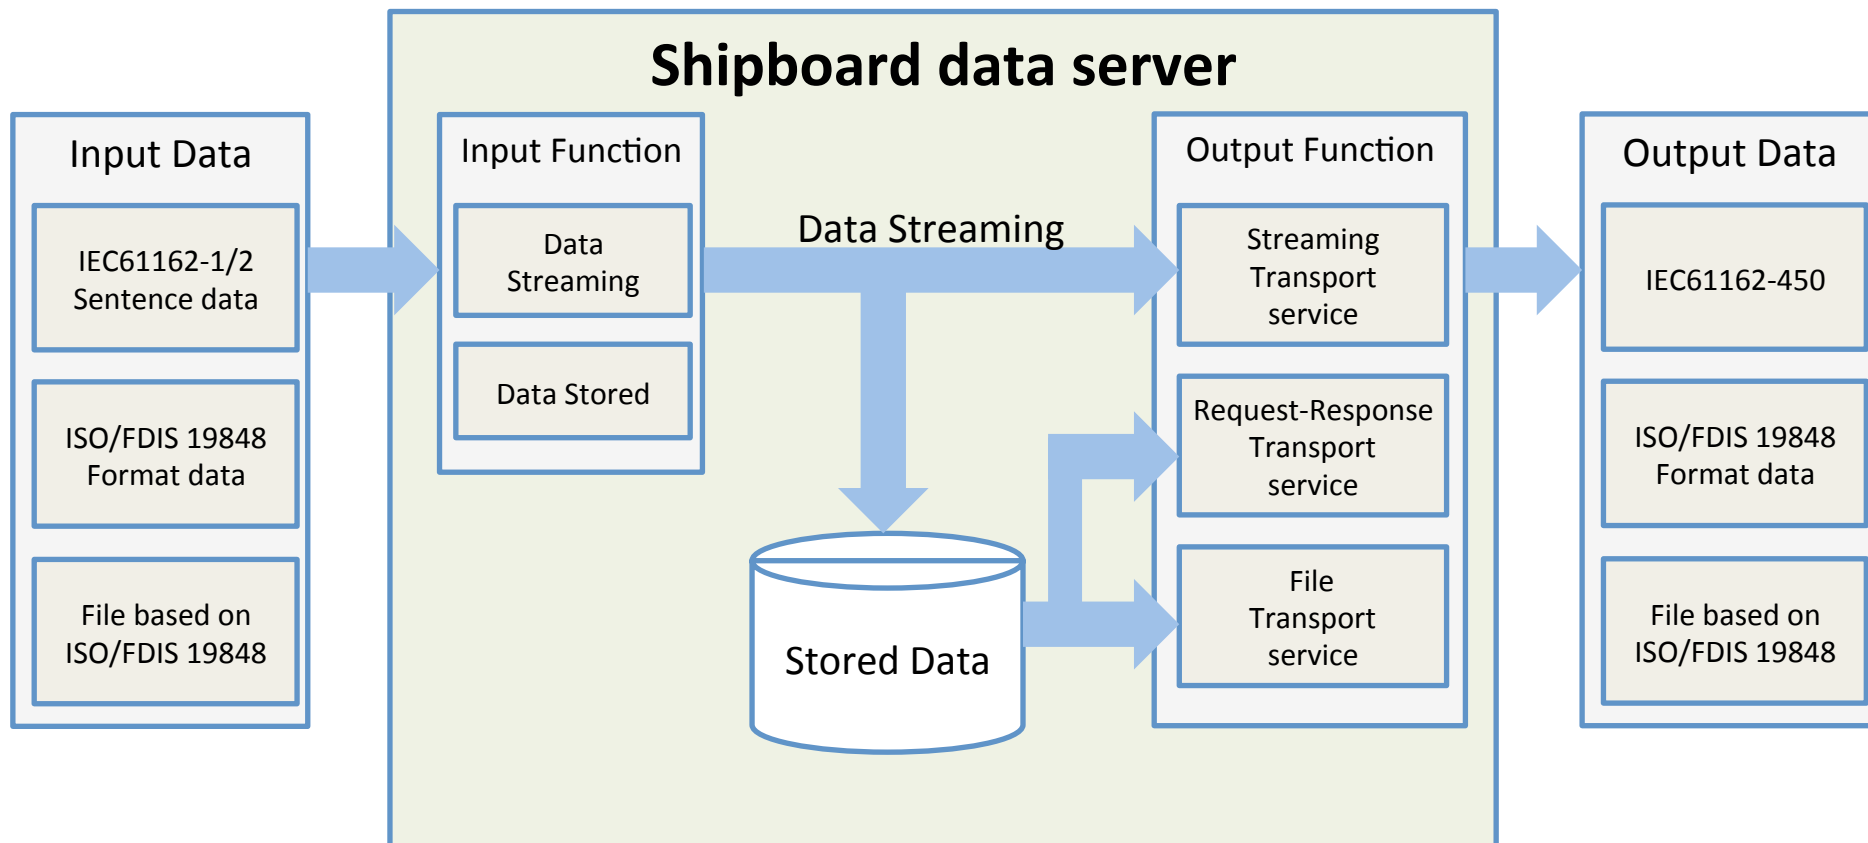 Shipboard data server
Input Data
IEC61162-1/2
Sentence data
ISO/FDIS 19848
Format data
File based on
ISO/FDIS 19848
Input Function
Data
Streaming
Data Stored
Data Streaming
Stored Data
Output Function
Streaming
Transport
service
Request-Response
Transport
service
File
Transport
service
Output Data
IEC61162-450
ISO/FDIS 19848
Format data
File based on
ISO/FDIS 19848